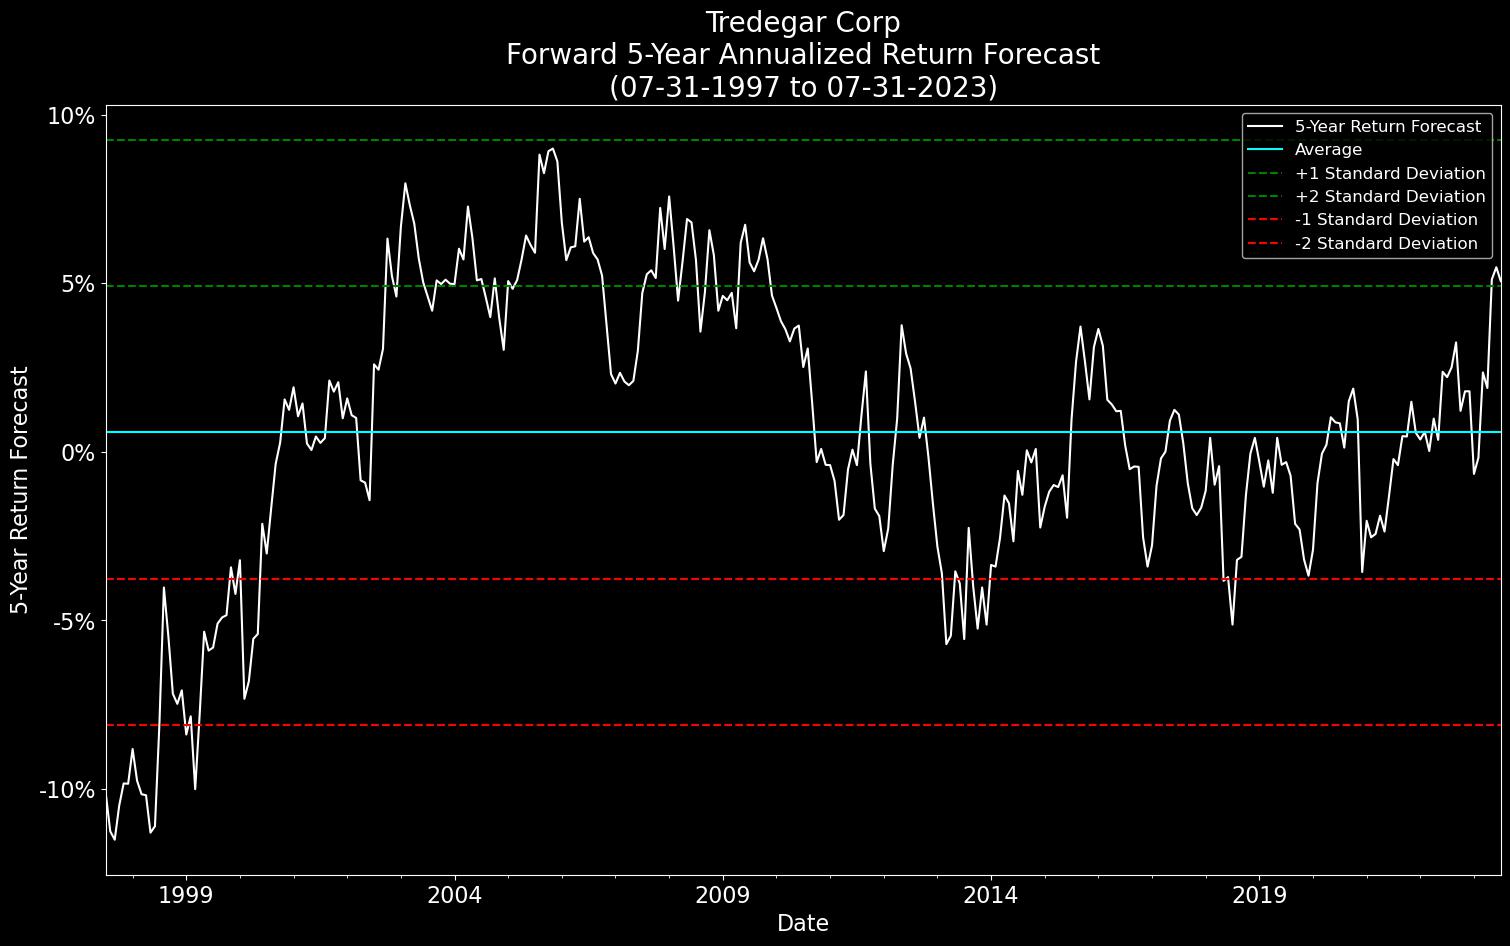 Tredegar Corp
Forward 5-Year Annualized Return Forecast
(07-31-1997 to 07-31-2023)
10%
5%
0%
-5%
-10%
5-Year Return Forecast
5-Year Return Forecast
Average
+1 Standard Deviation
+2 Standard Deviation
-1 Standard Deviation
-2 Standard Deviation
1999
2004
2009
2014
2019
Date